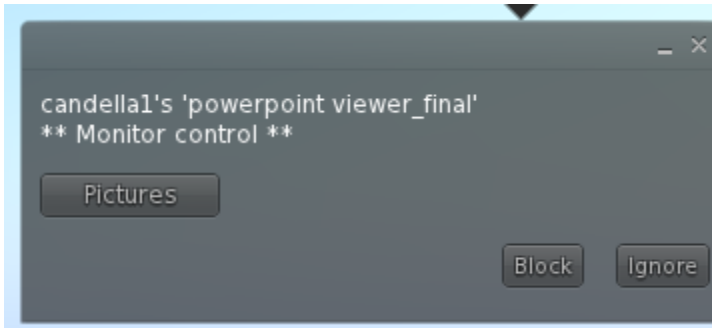 candella1's 'powerpoint viewer_final'
** Monitor control **
Pictures
Block Ignore